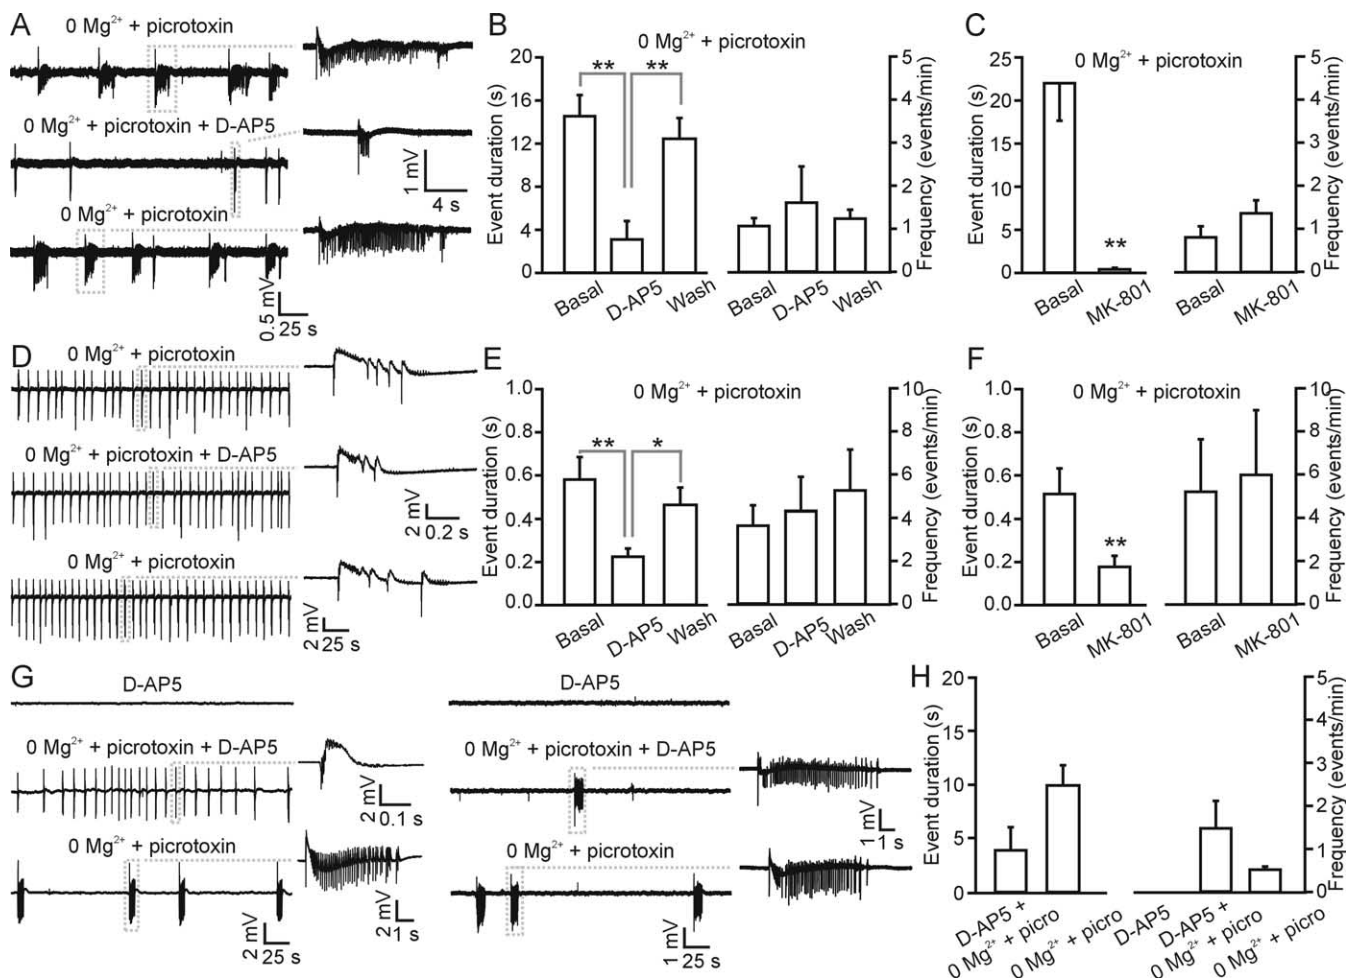 A
0 Mg²⁺ + picrotoxin
0 Mg²⁺ + picrotoxin + D-AP5
1 mV
4 s
0 Mg²⁺ + picrotoxin
0.5 mV
25 s
B
0 Mg²⁺ + picrotoxin
Event duration (s)
20
16
12
8
4
0
** **
5
4
3
2
1
0
Frequency (events/min)
Basal D-AP5 Wash Basal D-AP5 Wash
C
0 Mg²⁺ + picrotoxin
Event duration (s)
25
20
15
10
5
0
**
5
4
3
2
1
0
Frequency (events/min)
Basal MK-801 Basal MK-801
D
0 Mg²⁺ + picrotoxin
0 Mg²⁺ + picrotoxin + D-AP5
2 mV
0.2 s
0 Mg²⁺ + picrotoxin
2 mV
25 s
E
0 Mg²⁺ + picrotoxin
Event duration (s)
1.0
0.8
0.6
0.4
0.2
0.0
** *
10
8
6
4
2
0
Frequency (events/min)
Basal D-AP5 Wash Basal D-AP5 Wash
F
0 Mg²⁺ + picrotoxin
Event duration (s)
1.0
0.8
0.6
0.4
0.2
0.0
**
10
8
6
4
2
0
Frequency (events/min)
Basal MK-801 Basal MK-801
G
D-AP5
0 Mg²⁺ + picrotoxin + D-AP5
2 mV
0.1 s
0 Mg²⁺ + picrotoxin
2 mV
25 s
2 mV
1 s
D-AP5
0 Mg²⁺ + picrotoxin + D-AP5
1 mV
1 s
0 Mg²⁺ + picrotoxin
1 mV
25 s
H
Event duration (s)
20
15
10
5
0
5
4
3
2
1
0
Frequency (events/min)
D-AP5 +
0 Mg²⁺ + picro
0 Mg²⁺ + picro
D-AP5
D-AP5 +
0 Mg²⁺ + picro
0 Mg²⁺ + picro